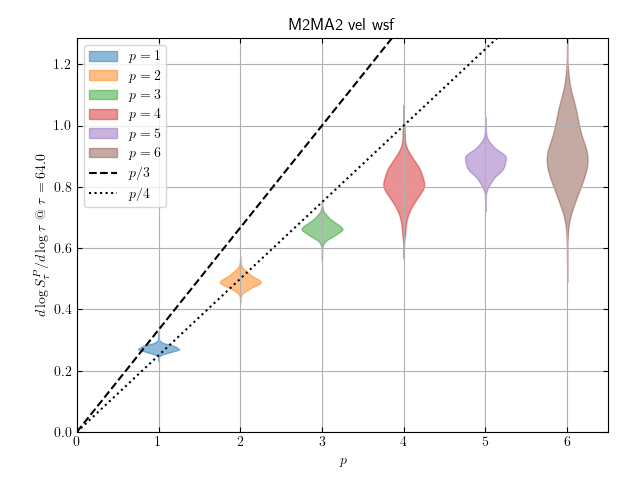 M2MA2 vel wsf
d log S_τ^P / d log τ @ τ = 64.0
1.2
1.0
0.8
0.6
0.4
0.2
0.0
p = 1
p = 2
p = 3
p = 4
p = 5
p = 6
p/3
p/4
0 1 2 3 4 5 6
p